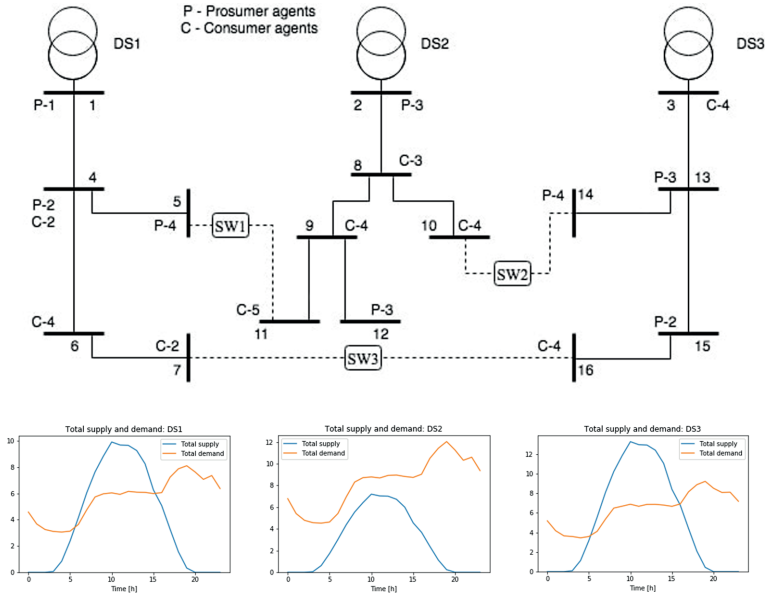 P - Prosumer agents
C - Consumer agents
DS1
DS2
DS3
P-1 1
2 P-3
3 C-4
4
P-2
C-2
5
P-4
SW1
8 C-3
9 C-4
10 C-4
SW2
P-4 14
P-3 13
C-5
11
P-3
12
C-4
6
C-2
7
SW3
C-4
16
P-2
15
Total supply and demand: DS1
Total supply
Total demand
10
8
6
4
2
0
0 5 10 15 20
Time [h]
Total supply and demand: DS2
Total supply
Total demand
12
10
8
6
4
2
0
0 5 10 15 20
Time [h]
Total supply and demand: DS3
Total supply
Total demand
12
10
8
6
4
2
0
0 5 10 15 20
Time [h]